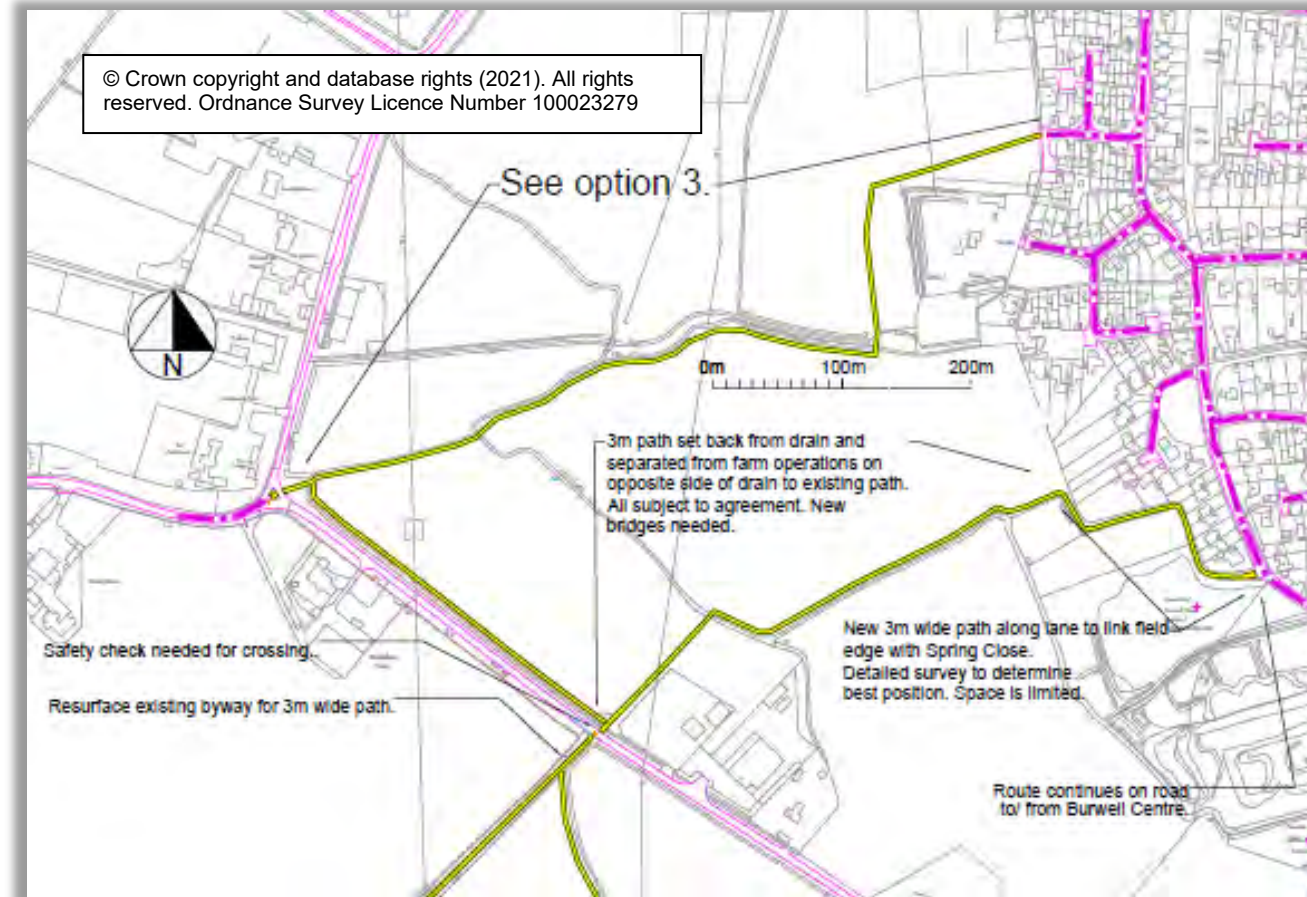 © Crown copyright and database rights (2021). All rights
reserved. Ordnance Survey Licence Number 100023279
See option 3.
N
0m 100m 200m
3m path set back from drain and
separated from farm operations on
opposite side of drain to existing path.
All subject to agreement. New
bridges needed.
Safety check needed for crossing.
Resurface existing byway for 3m wide path.
New 3m wide path along lane to link field
edge with Spring Close.
Detailed survey to determine
best position. Space is limited.
Route continues on road
to/ from Burwell Centre.